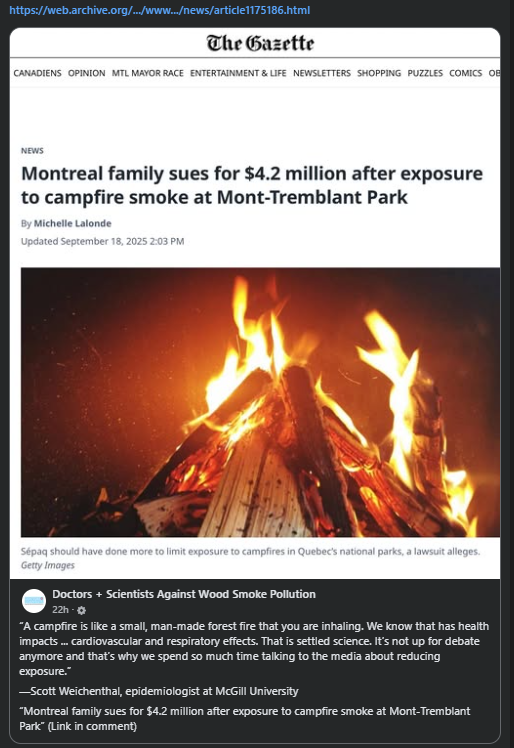 https://web.archive.org/.../www.../news/article1175186.html
The Gazette
CANADIENS OPINION MTL MAYOR RACE ENTERTAINMENT & LIFE NEWSLETTERS SHOPPING PUZZLES COMICS OB
NEWS
Montreal family sues for $4.2 million after exposure
to campfire smoke at Mont-Tremblant Park
By Michelle Lalonde
Updated September 18, 2025 2:03 PM
Sépaq should have done more to limit exposure to campfires in Quebec's national parks, a lawsuit alleges.
Getty Images
Doctors + Scientists Against Wood Smoke Pollution
22h ·
"A campfire is like a small, man-made forest fire that you are inhaling. We know that has health
impacts ... cardiovascular and respiratory effects. That is settled science. It's not up for debate
anymore and that's why we spend so much time talking to the media about reducing
exposure."
—Scott Weichenthal, epidemiologist at McGill University
"Montreal family sues for $4.2 million after exposure to campfire smoke at Mont-Tremblant
Park" (Link in comment)